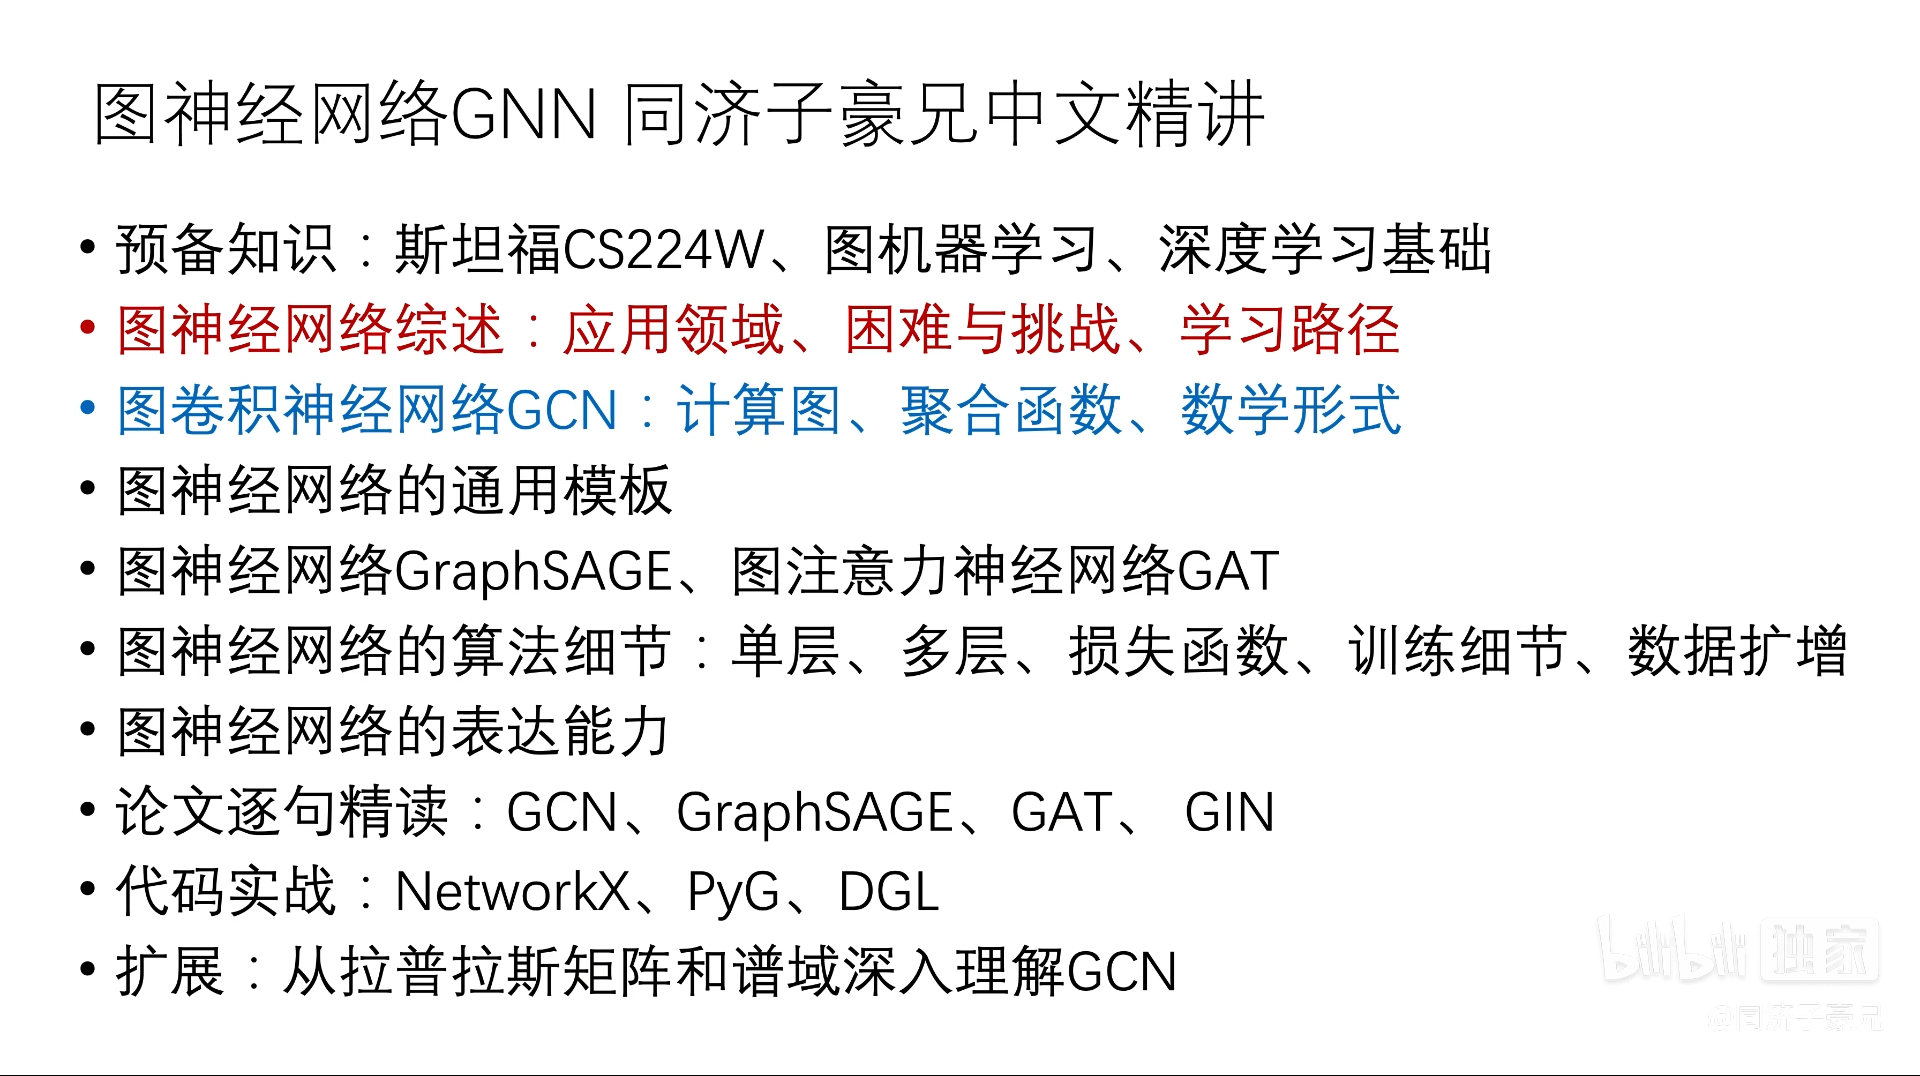 图神经网络GNN 同济子豪兄中文精讲
• 预备知识：斯坦福CS224W、图机器学习、深度学习基础
• 图神经网络综述：应用领域、困难与挑战、学习路径
• 图卷积神经网络GCN：计算图、聚合函数、数学形式
• 图神经网络的通用模板
• 图神经网络GraphSAGE、图注意力神经网络GAT
• 图神经网络的算法细节：单层、多层、损失函数、训练细节、数据扩增
• 图神经网络的表达能力
• 论文逐句精读：GCN、GraphSAGE、GAT、 GIN
• 代码实战：NetworkX、PyG、DGL
• 扩展：从拉普拉斯矩阵和谱域深入理解GCN
bilibili 独家
@同济子豪兄